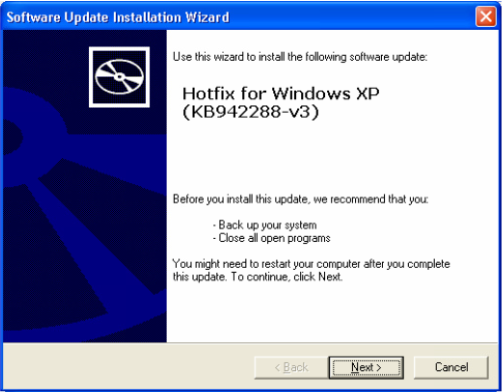 Software Update Installation Wizard
Use this wizard to install the following software update:
Hotfix for Windows XP
(KB942288-v3)
Before you install this update, we recommend that you:
- Back up your system
- Close all open programs
You might need to restart your computer after you complete
this update. To continue, click Next.
< Back
Next >
Cancel